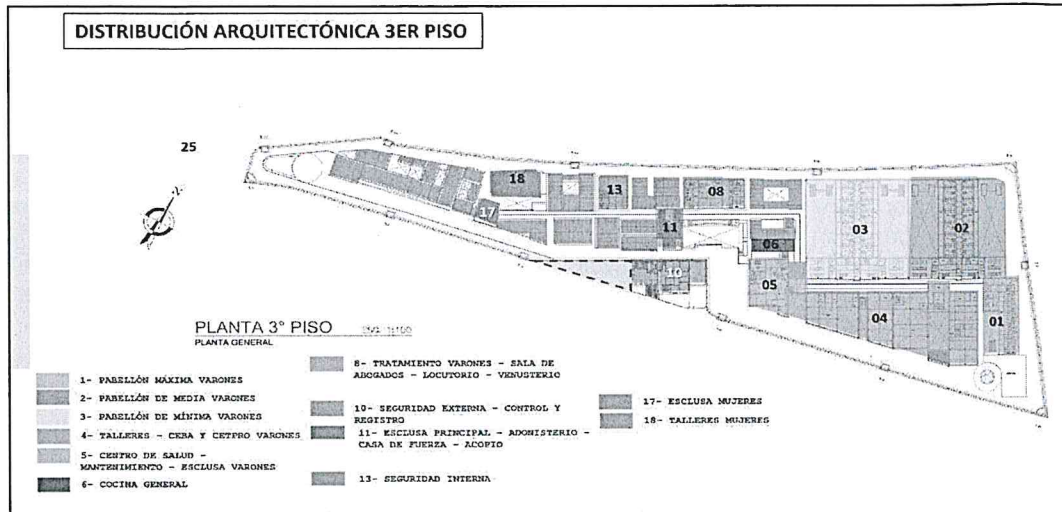 DISTRIBUCIÓN ARQUITECTÓNICA 3ER PISO
25
18
13
08
17
11
06
03
02
10
05
04
01
PLANTA 3° PISO
PLANTA GENERAL
1- PABELLÓN MÁXIMA VARONES
2- PABELLÓN DE MEDIA VARONES
3- PABELLÓN DE MÍNIMA VARONES
4- TALLERES - CEBA Y CETPRO VARONES
5- CENTRO DE SALUD -
MANTENIMIENTO - ESCLUSA VARONES
6- COCINA GENERAL
8- TRATAMIENTO VARONES - SALA DE
ABOGADOS - LOCUTORIO - VENUSTERIO
10- SEGURIDAD EXTERNA - CONTROL Y
REGISTRO
11- ESCLUSA PRINCIPAL - ADONISTERIO -
CASA DE FUERZA - ACOPIO
13- SEGURIDAD INTERNA
17- ESCLUSA MUJERES
18- TALLERES MUJERES